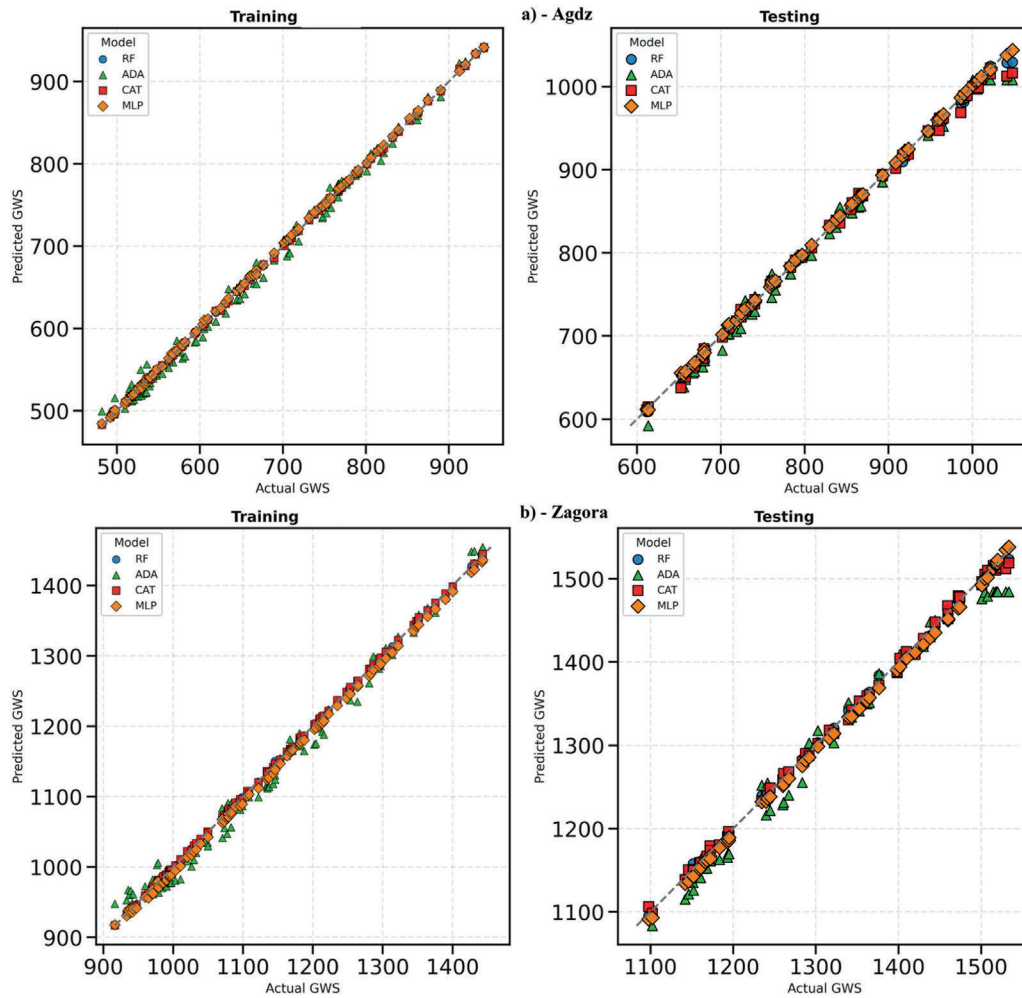 a) - Agdz
Training
Model
RF
ADA
CAT
MLP
Predicted GWS
900
800
700
600
500
500 600 700 800 900
Actual GWS
Testing
Model
RF
ADA
CAT
MLP
Predicted GWS
1000
900
800
700
600
600 700 800 900 1000
Actual GWS
b) - Zagora
Training
Model
RF
ADA
CAT
MLP
Predicted GWS
1400
1300
1200
1100
1000
900
900 1000 1100 1200 1300 1400
Actual GWS
Testing
Model
RF
ADA
CAT
MLP
Predicted GWS
1500
1400
1300
1200
1100
1100 1200 1300 1400 1500
Actual GWS